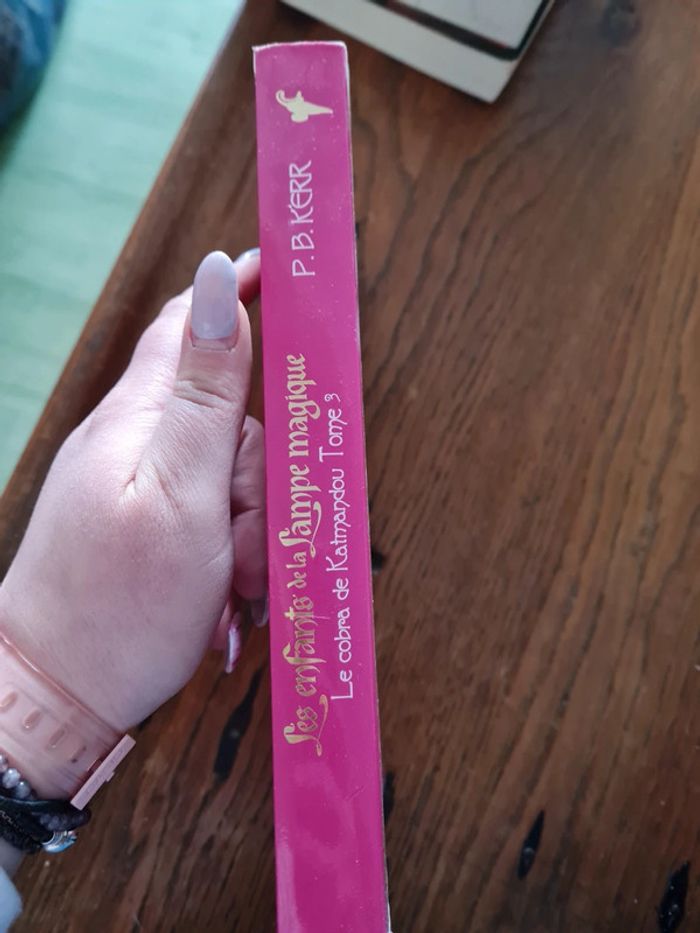 Les enfants de la Lampe magique
Le cobra de Katmandou Tome 3
P. B. KERR